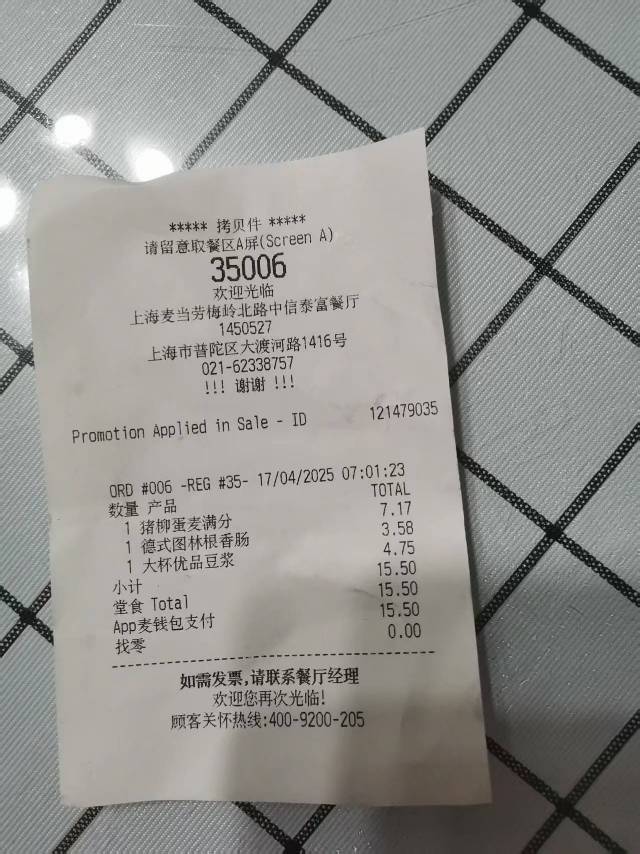 ***** 拷贝件 *****
请留意取餐区A屏(Screen A)
35006
欢迎光临
上海麦当劳梅岭北路中信泰富餐厅
1450527
上海市普陀区大渡河路1416号
021-62338757
!!! 谢谢 !!!
Promotion Applied in Sale - ID 121479035
ORD #006 -REG #35- 17/04/2025 07:01:23
数量 产品 TOTAL
1 猪柳蛋麦满分 7.17
1 德式图林根香肠 3.58
1 大杯优品豆浆 4.75
小计 15.50
堂食 Total 15.50
App麦钱包支付 15.50
找零 0.00
如需发票,请联系餐厅经理
欢迎您再次光临!
顾客关怀热线:400-9200-205